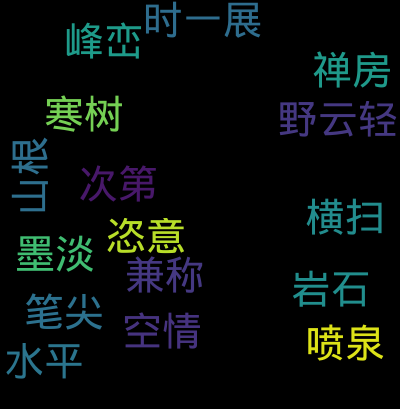 时一展
峰峦
禅房
寒树
野云轻
山根
次第
横扫
恣意
墨淡
兼称
岩石
笔尖
空情
喷泉
水平